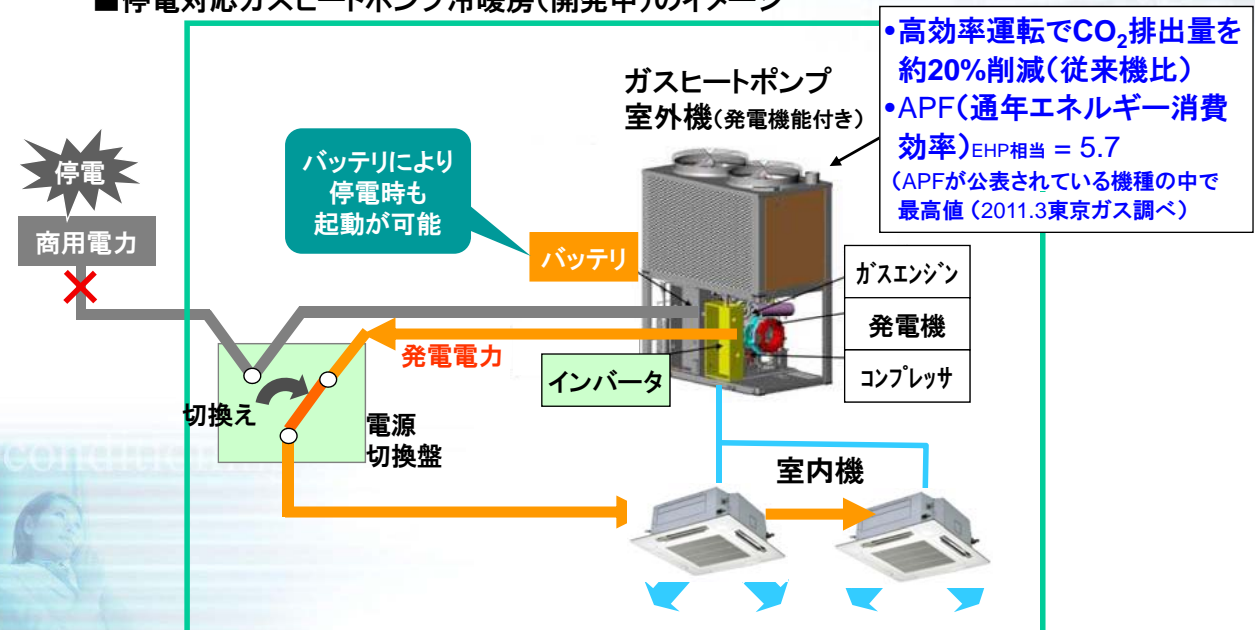 ■停電対応ガスヒートポンプ冷暖房(開発中)のイメージ
•高効率運転でCO₂排出量を
約20%削減(従来機比)
•APF(通年エネルギー消費
効率)EHP相当 = 5.7
(APFが公表されている機種の中で
最高値 (2011.3東京ガス調べ)
ガスヒートポンプ
室外機(発電機能付き)
停電
商用電力
バッテリにより
停電時も
起動が可能
バッテリ
ガスエンジン
発電機
コンプレッサ
発電電力
インバータ
切換え
電源
切換盤
室内機
condition